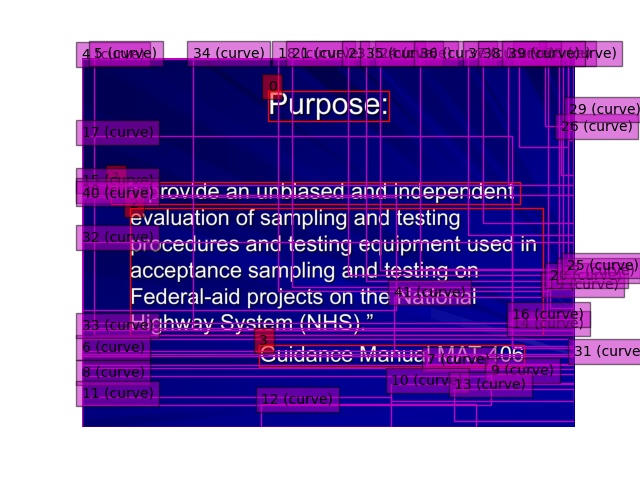 Purpose:
provide an unbiased and independent
evaluation of sampling and testing
procedures and testing equipment used in
acceptance sampling and testing on
Federal-aid projects on the National
Highway System (NHS).”
Guidance Manual MAT-406
0
3
4
5 (curve)
34 (curve)
18
21 (curve)
23
35 (curve)
36 (curve)
37
38
39 (curve)
29 (curve)
26 (curve)
17 (curve)
15 (curve)
40 (curve)
32 (curve)
25 (curve)
41 (curve)
16 (curve)
33 (curve)
6 (curve)
31 (curve)
7 (curve)
8 (curve)
9 (curve)
10 (curve)
13 (curve)
11 (curve)
12 (curve)